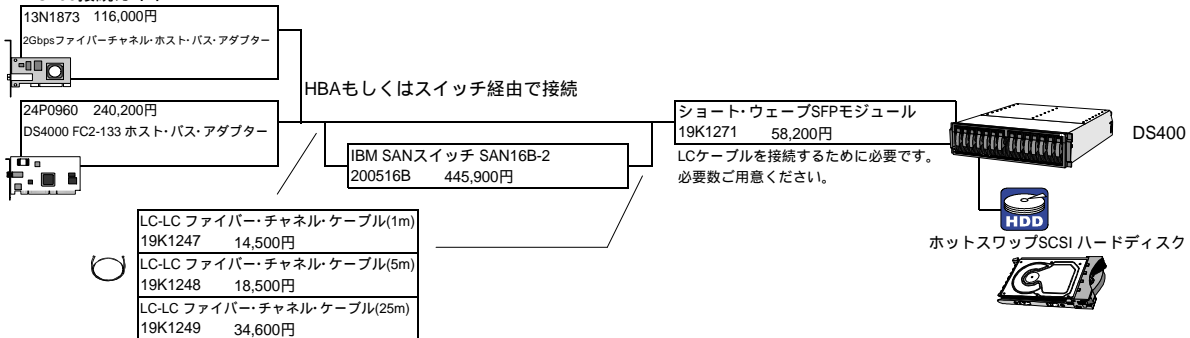 13N1873 116,000円
2Gbpsファイバーチャネル・ホスト・バス・アダプター
HBAもしくはスイッチ経由で接続
24P0960 240,200円
DS4000 FC2-133 ホスト・バス・アダプター
IBM SANスイッチ SAN16B-2
200516B 445,900円
ショート・ウェーブSFPモジュール
19K1271 58,200円
LCケーブルを接続するために必要です。
必要数ご用意ください。
DS400
HDD
ホットスワップSCSI ハードディスク
LC-LC ファイバー・チャネル・ケーブル(1m)
19K1247 14,500円
LC-LC ファイバー・チャネル・ケーブル(5m)
19K1248 18,500円
LC-LC ファイバー・チャネル・ケーブル(25m)
19K1249 34,600円